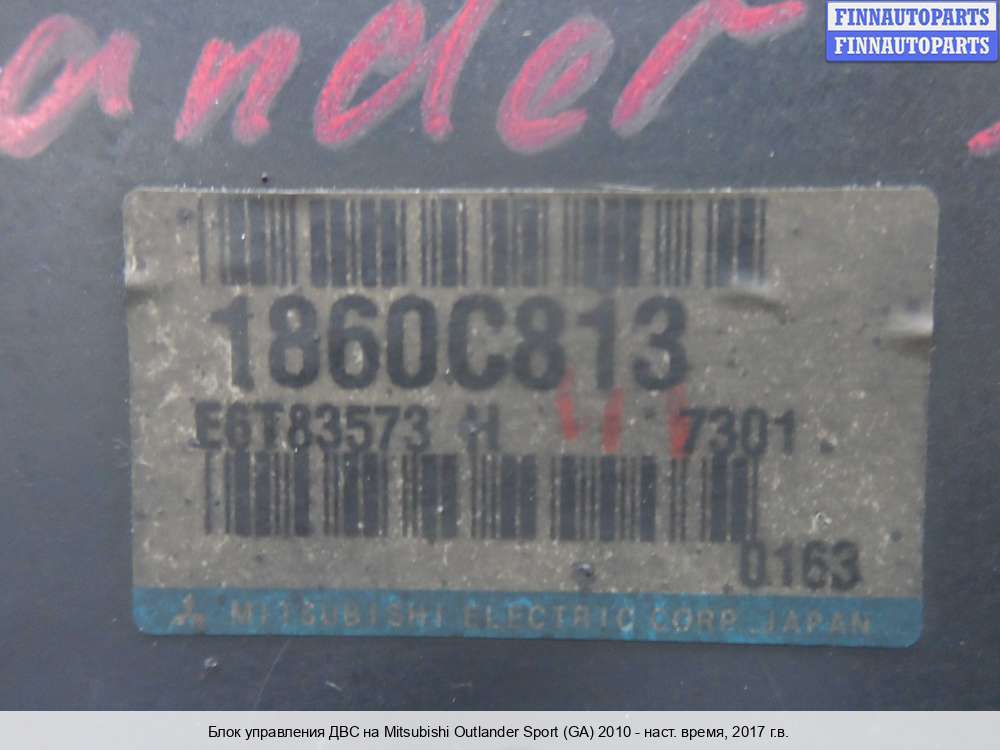 FINNAUTOPARTS
FINNAUTOPARTS
ander
1860C813
E6T83573 H 7301
0163
MITSUBISHI ELECTRIC CORP. JAPAN
Блок управления ДВС на Mitsubishi Outlander Sport (GA) 2010 - наст. время, 2017 г.в.